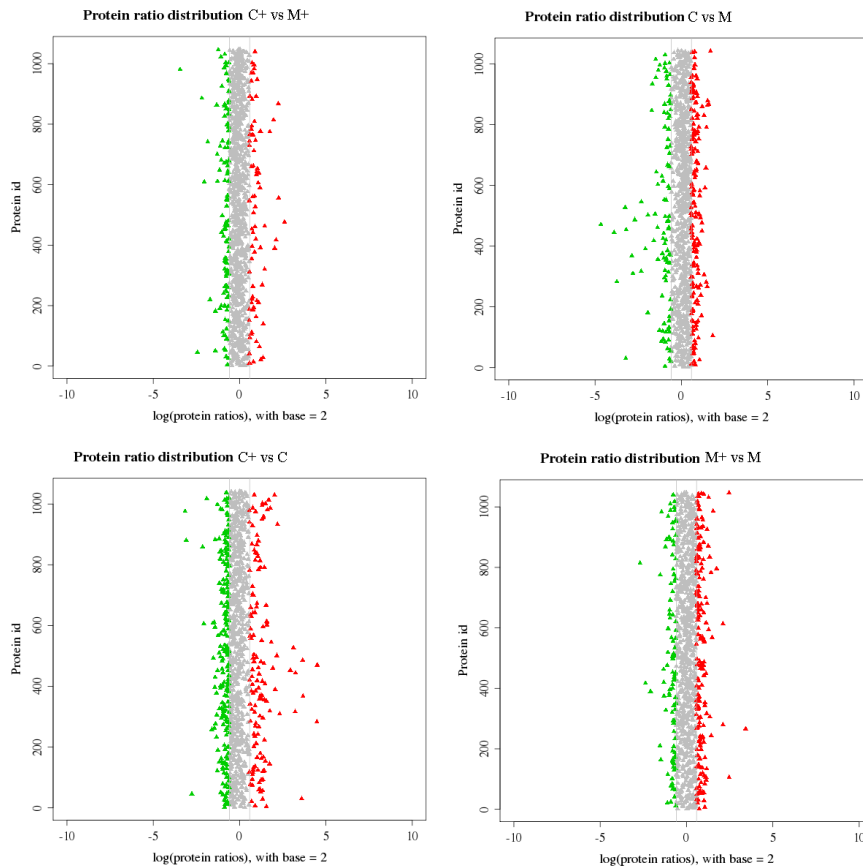 Protein ratio distribution C+ vs M+
Protein id
1000
800
600
400
200
0
-10 -5 0 5 10
log(protein ratios), with base = 2
Protein ratio distribution C vs M
Protein id
1000
800
600
400
200
0
-10 -5 0 5 10
log(protein ratios), with base = 2
Protein ratio distribution C+ vs C
Protein id
1000
800
600
400
200
0
-10 -5 0 5 10
log(protein ratios), with base = 2
Protein ratio distribution M+ vs M
Protein id
1000
800
600
400
200
0
-10 -5 0 5 10
log(protein ratios), with base = 2